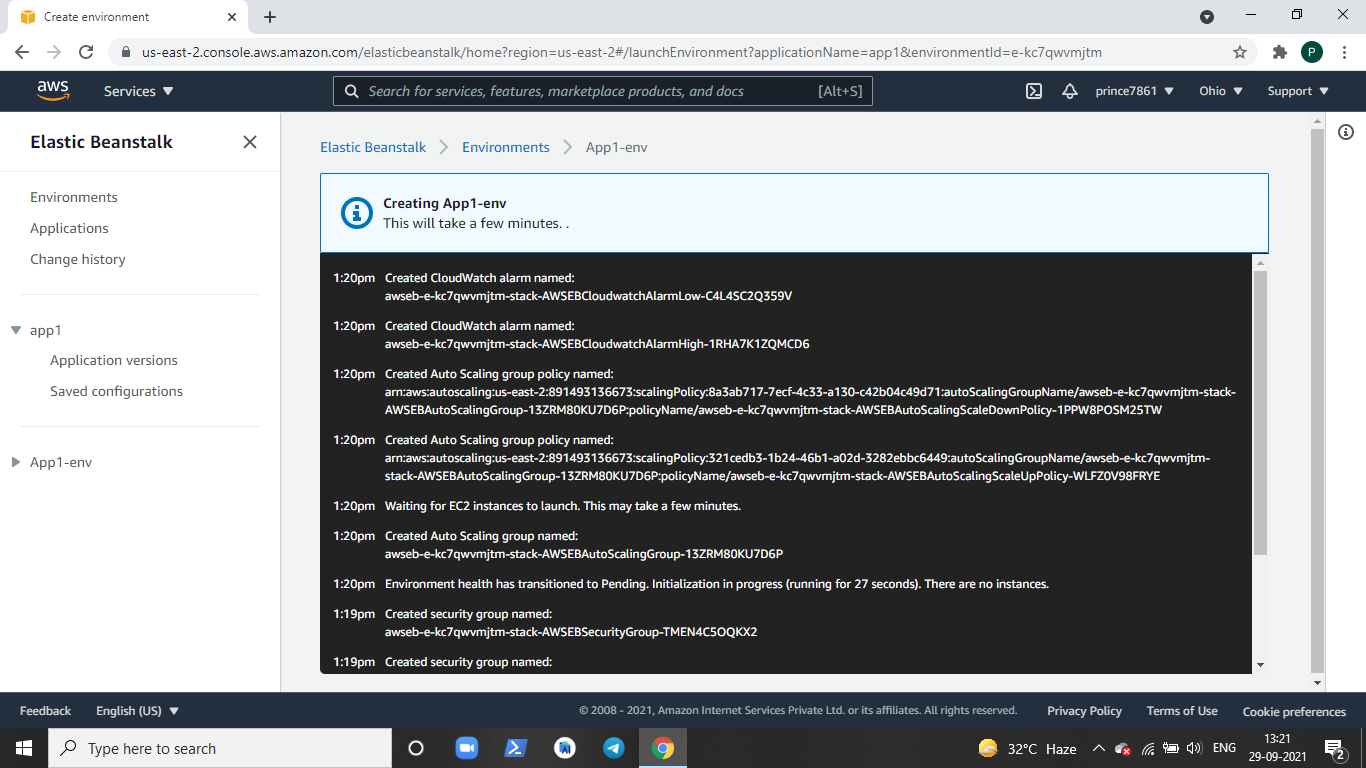 Create environment
us-east-2.console.aws.amazon.com/elasticbeanstalk/home?region=us-east-2#/launchEnvironment?applicationName=app1&environmentId=e-kc7qwvmjtm
P
aws
Services
Search for services, features, marketplace products, and docs
[Alt+S]
prince7861
Ohio
Support
Elastic Beanstalk
Environments
Applications
Change history
app1
Application versions
Saved configurations
App1-env
Elastic Beanstalk
Environments
App1-env
Creating App1-env
This will take a few minutes. .
1:20pm Created CloudWatch alarm named:
awseb-e-kc7qwvmjtm-stack-AWSEBCloudwatchAlarmLow-C4L4SC2Q359V
1:20pm Created CloudWatch alarm named:
awseb-e-kc7qwvmjtm-stack-AWSEBCloudwatchAlarmHigh-1RHA7K1ZQMCD6
1:20pm Created Auto Scaling group policy named:
arn:aws:autoscaling:us-east-2:891493136673:scalingPolicy:8a3ab717-7ecf-4c33-a130-c42b04c49d71:autoScalingGroupName/awseb-e-kc7qwvmjtm-stack-
AWSEBAutoScalingGroup-13ZRM80KU7D6P:policyName/awseb-e-kc7qwvmjtm-stack-AWSEBAutoScalingScaleDownPolicy-1PPW8POSM25TW
1:20pm Created Auto Scaling group policy named:
arn:aws:autoscaling:us-east-2:891493136673:scalingPolicy:321cedb3-1b24-46b1-a02d-3282ebbc6449:autoScalingGroupName/awseb-e-kc7qwvmjtm-
stack-AWSEBAutoScalingGroup-13ZRM80KU7D6P:policyName/awseb-e-kc7qwvmjtm-stack-AWSEBAutoScalingScaleUpPolicy-WLFZ0V98FRYE
1:20pm Waiting for EC2 instances to launch. This may take a few minutes.
1:20pm Created Auto Scaling group named:
awseb-e-kc7qwvmjtm-stack-AWSEBAutoScalingGroup-13ZRM80KU7D6P
1:20pm Environment health has transitioned to Pending. Initialization in progress (running for 27 seconds). There are no instances.
1:19pm Created security group named:
awseb-e-kc7qwvmjtm-stack-AWSEBSecurityGroup-TMEN4C5OQKX2
1:19pm Created security group named:
Feedback
English (US)
© 2008 - 2021, Amazon Internet Services Private Ltd. or its affiliates. All rights reserved.
Privacy Policy
Terms of Use
Cookie preferences
Type here to search
32°C Haze
ENG
13:21
29-09-2021
2